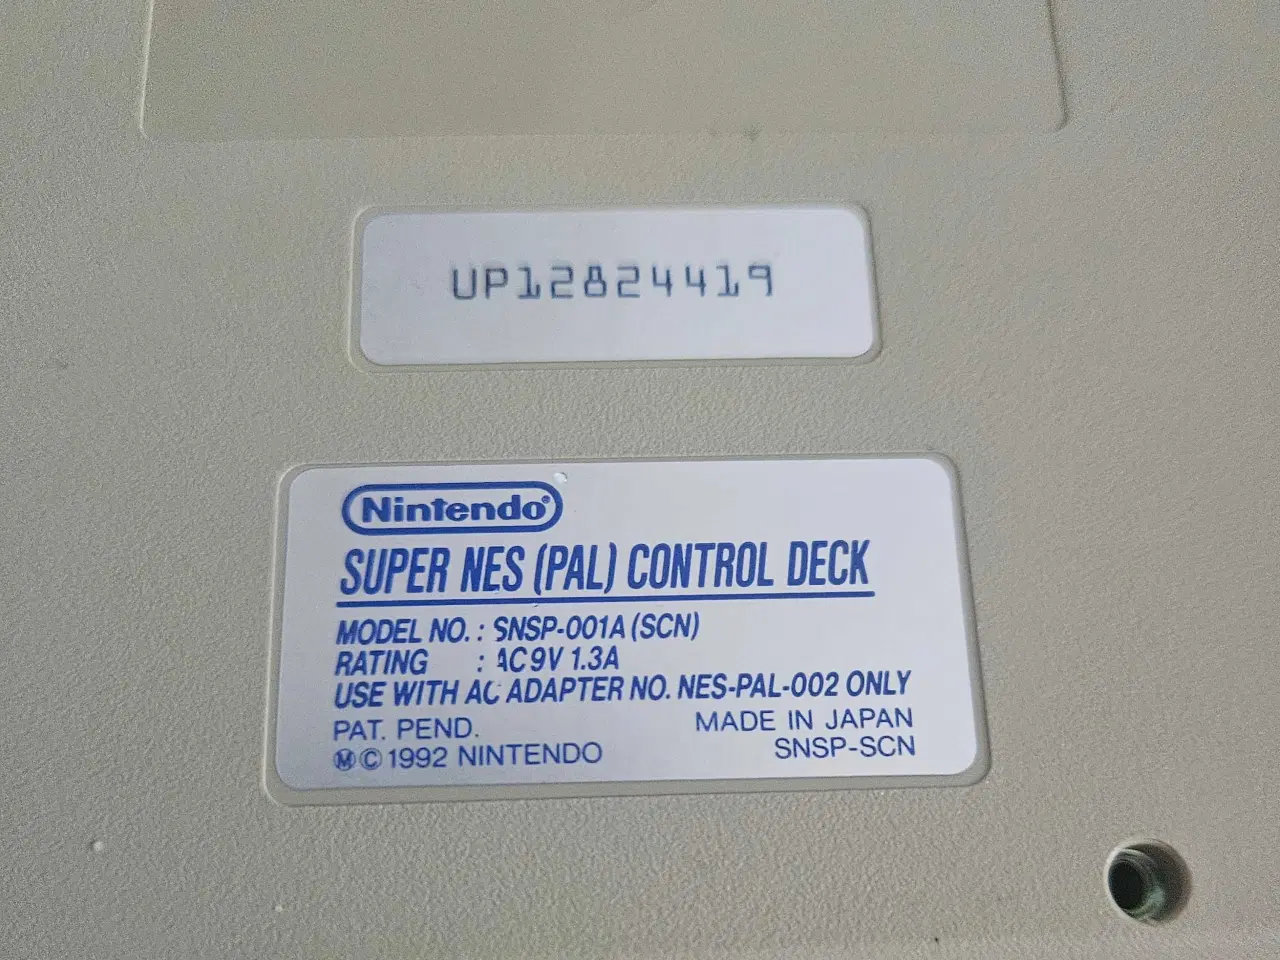 UP12824419
Nintendo®
SUPER NES (PAL) CONTROL DECK
MODEL NO. : SNSP-001A (SCN)
RATING : AC 9V 1.3A
USE WITH AC ADAPTER NO. NES-PAL-002 ONLY
PAT. PEND. MADE IN JAPAN
Ⓜ©1992 NINTENDO SNSP-SCN